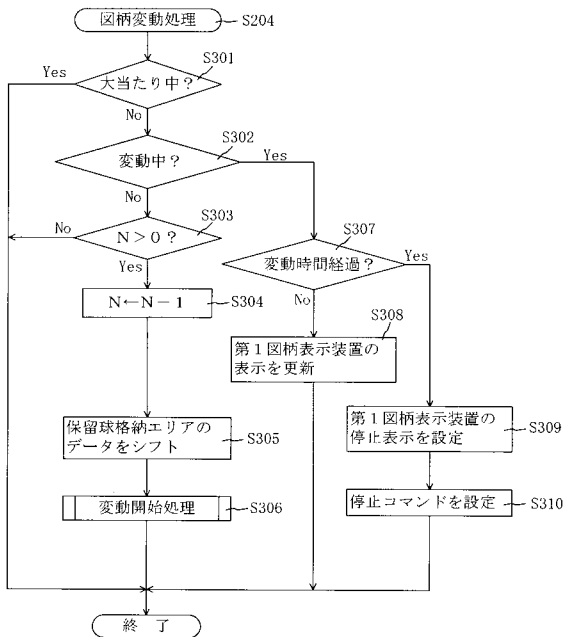 図柄変動処理
S204
S301
Yes
大当たり中？
No
S302
変動中？
Yes
No
S303
No
N＞0？
Yes
S307
変動時間経過？
Yes
No
N←N－1
S304
S308
第1図柄表示装置の
表示を更新
保留球格納エリアの
データをシフト
S305
第1図柄表示装置の
停止表示を設定
S309
変動開始処理
S306
停止コマンドを設定
S310
終 了